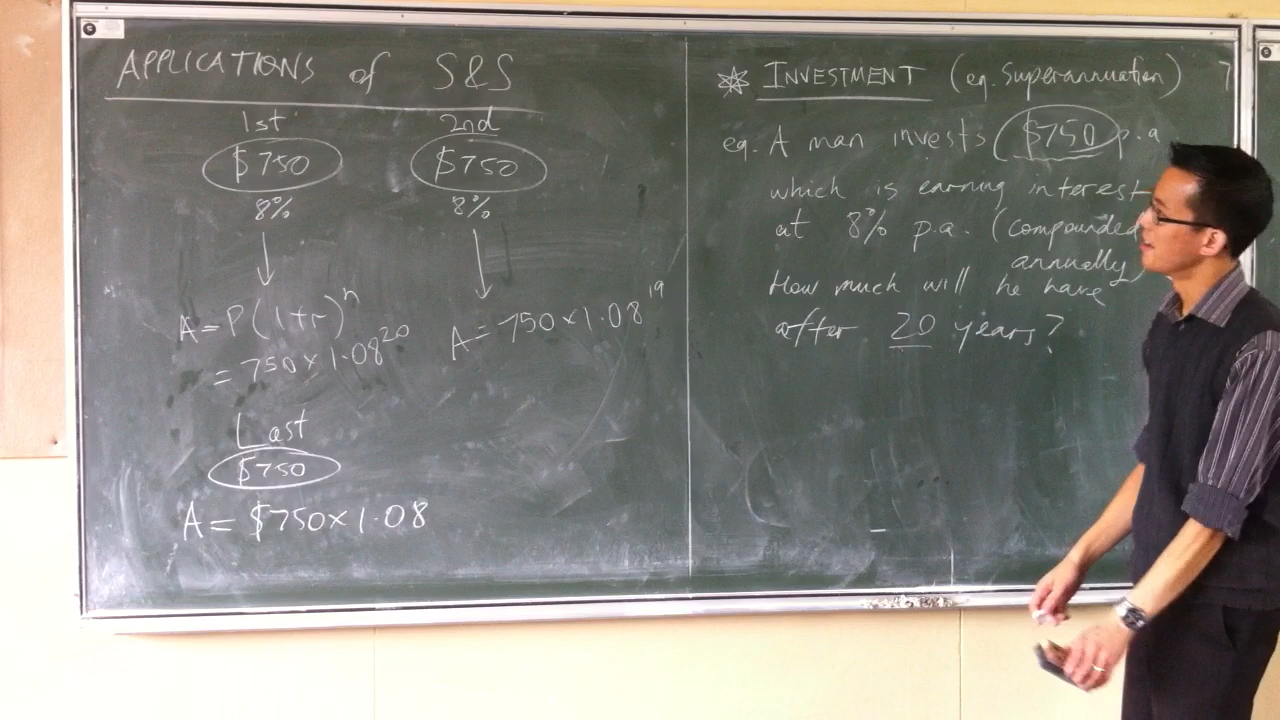 APPLICATIONS of S&S
1st
$750
8%
A = P(1+r)^n
= 750 × 1.08^20
2nd
$750
8%
A = 750 × 1.08^19
Last
$750
A = $750 × 1.08
INVESTMENT (eg. Superannuation)
eg. A man invests $750 p.a
which is earning interest
at 8% p.a. (compounded
annually)
How much will he have
after 20 years?